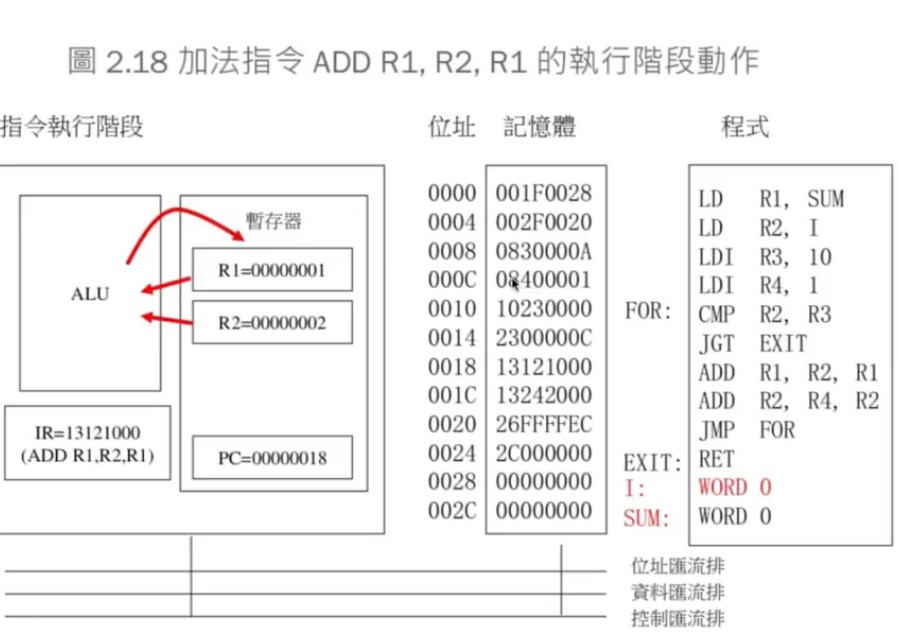 圖 2.18 加法指令 ADD R1, R2, R1 的執行階段動作
指令執行階段
位址 記憶體
程式
ALU
暫存器
R1=00000001
R2=00000002
IR=13121000
(ADD R1,R2,R1)
PC=00000018
0000 001F0028
0004 002F0020
0008 0830000A
000C 08400001
0010 10230000
0014 2300000C
0018 13121000
001C 13242000
0020 26FFFFEC
0024 2C000000
0028 00000000
002C 00000000
LD R1, SUM
LD R2, I
LDI R3, 10
LDI R4, 1
FOR: CMP R2, R3
JGT EXIT
ADD R1, R2, R1
ADD R2, R4, R2
JMP FOR
EXIT: RET
I: WORD 0
SUM: WORD 0
位址匯流排
資料匯流排
控制匯流排